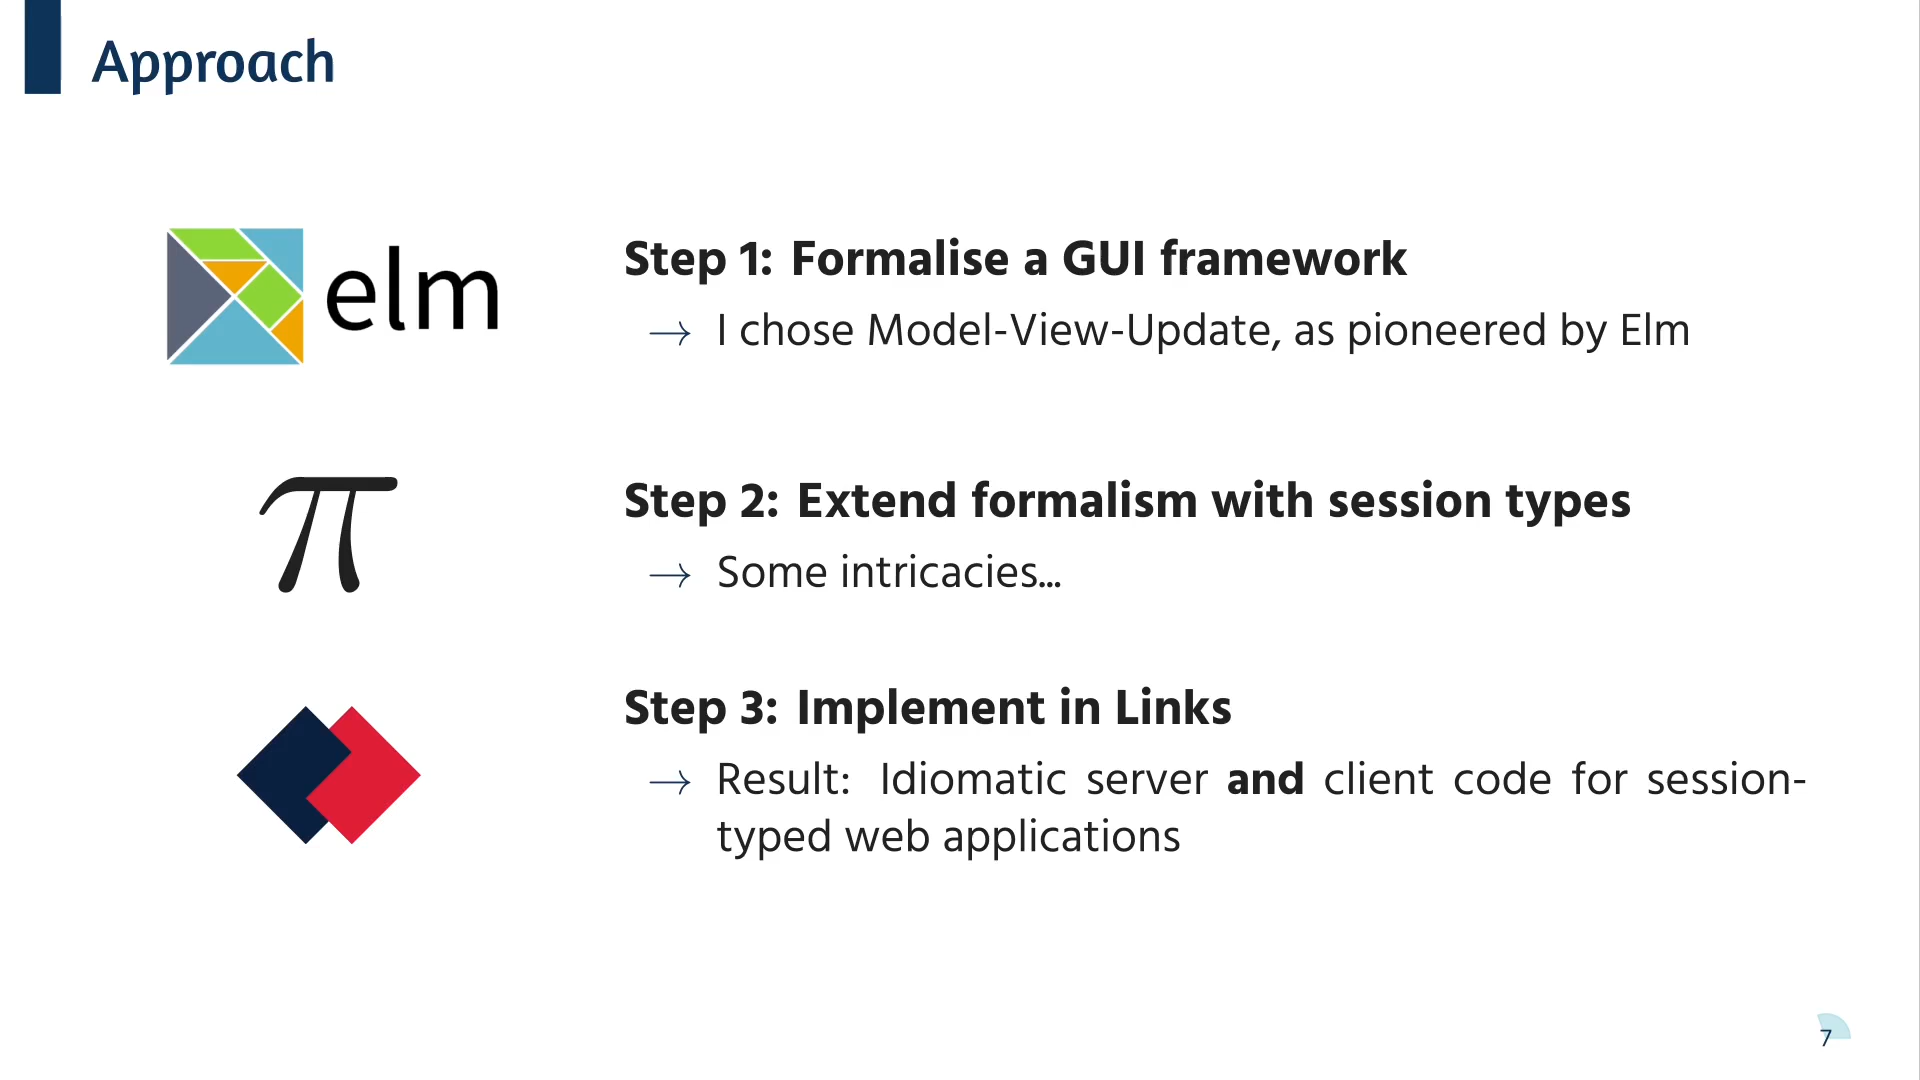 Approach
elm
Step 1: Formalise a GUI framework
→ I chose Model-View-Update, as pioneered by Elm
π
Step 2: Extend formalism with session types
→ Some intricacies...
Step 3: Implement in Links
→ Result: Idiomatic server and client code for session-
typed web applications
7